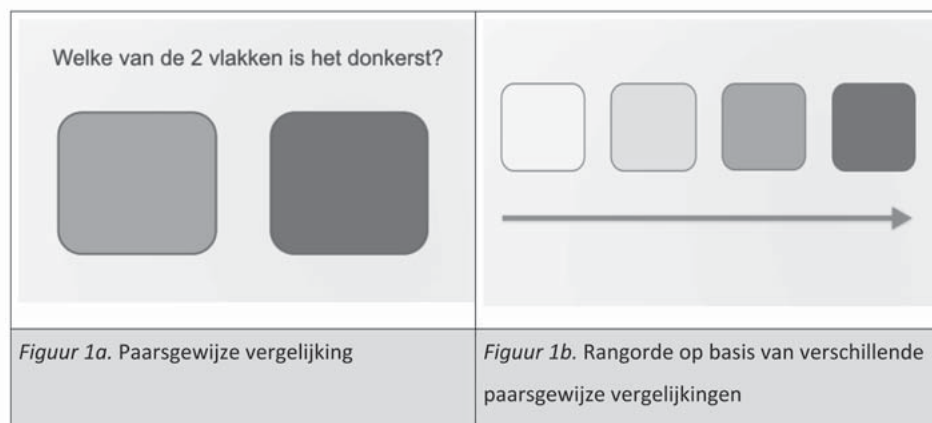 Welke van de 2 vlakken is het donkerst?
Figuur 1a. Paarsgewijze vergelijking
Figuur 1b. Rangorde op basis van verschillende
paarsgewijze vergelijkingen